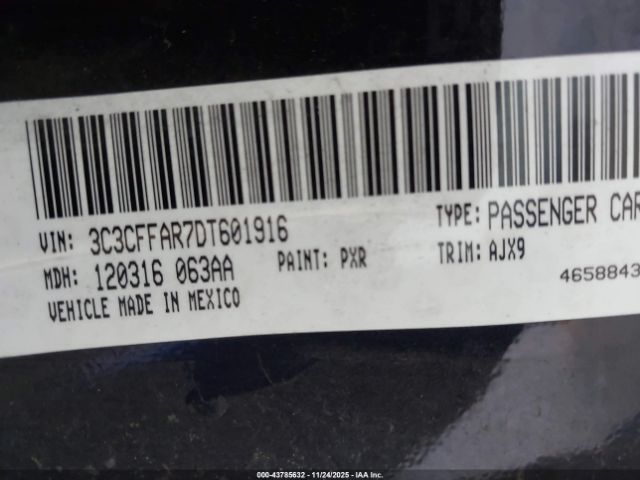 VIN: 3C3CFFAR7DT601916 TYPE: PASSENGER CAR
MDH: 120316 063AA PAINT: PXR TRIM: AJX9
VEHICLE MADE IN MEXICO 4658843
000-43785632 - 11/24/2025 - IAAI Inc.